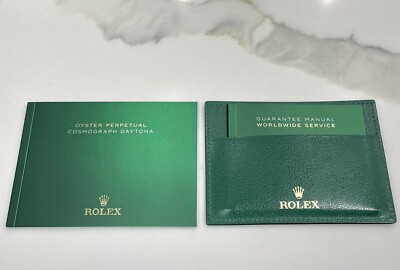 OYSTER PERPETUAL
COSMOGRAPH DAYTONA
ROLEX
GUARANTEE MANUAL
WORLDWIDE SERVICE
ROLEX